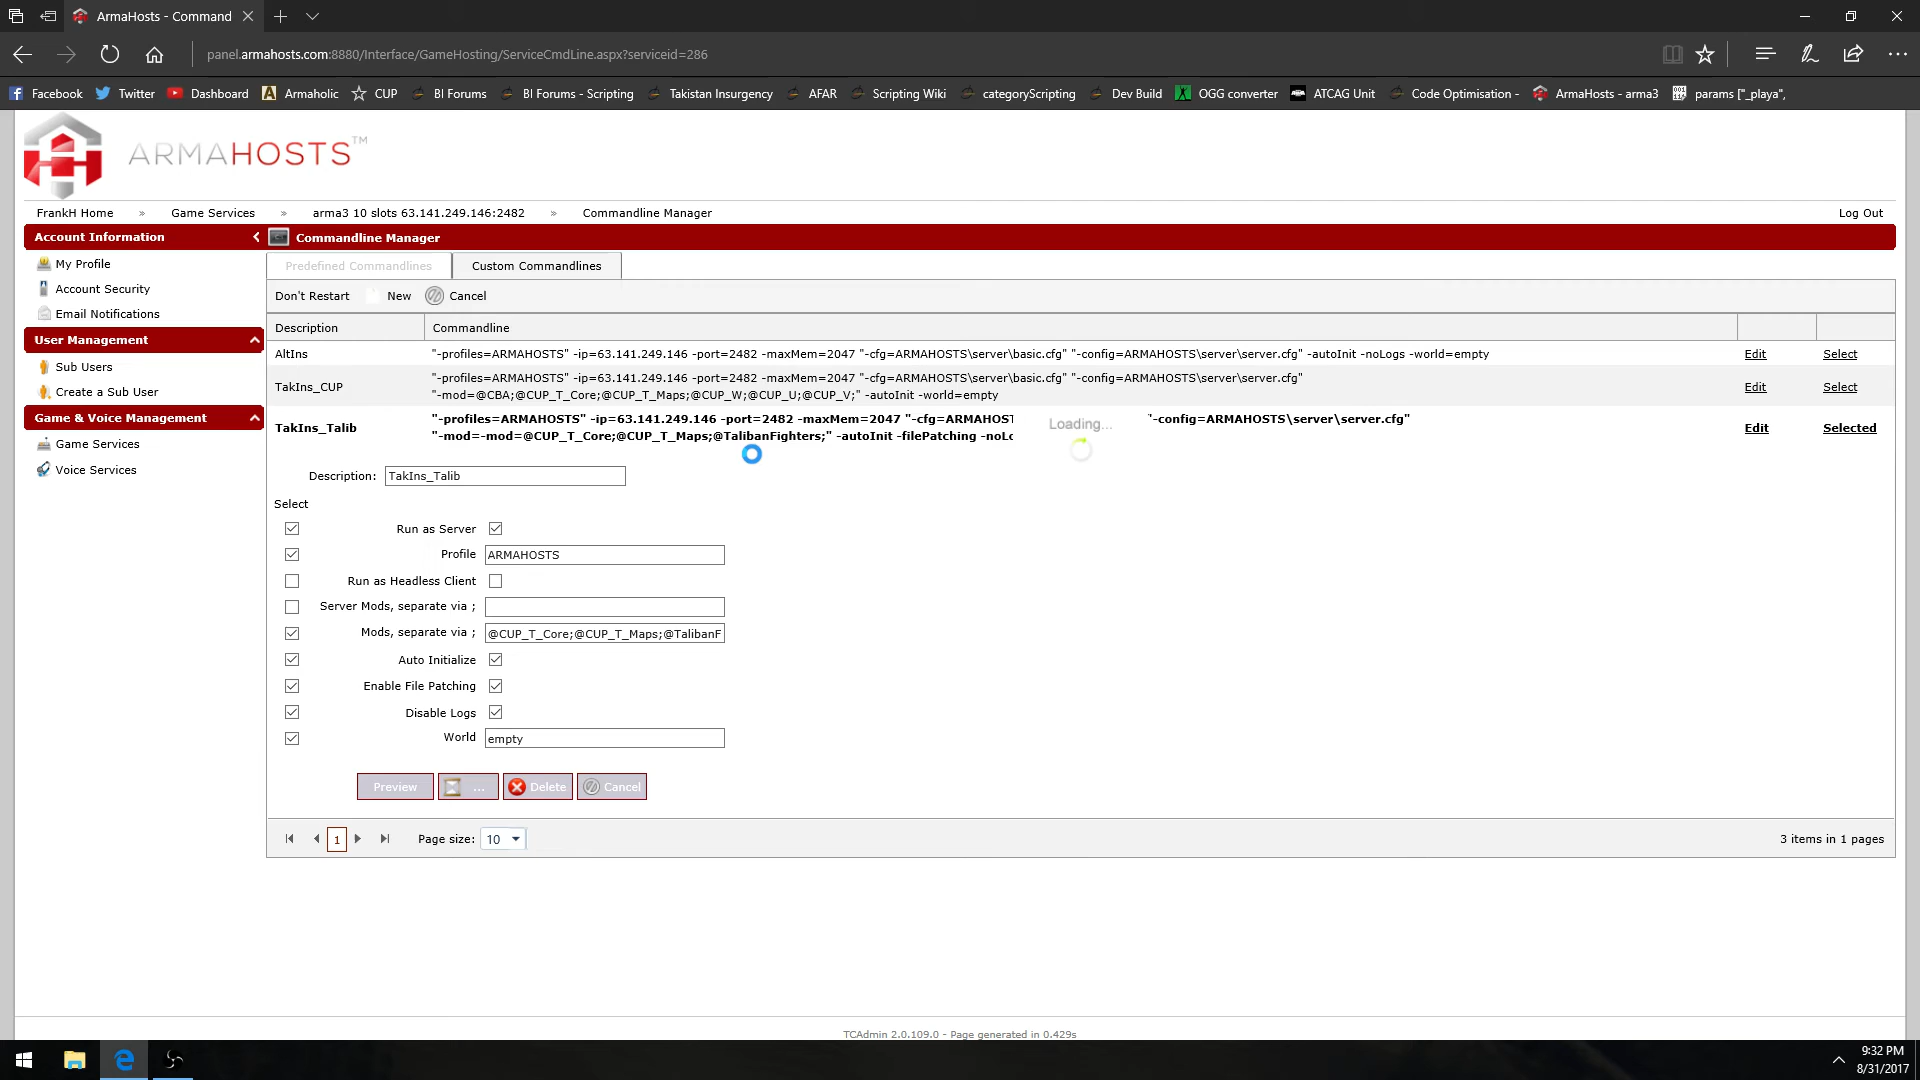 ArmaHosts - Command
panel.armahosts.com:8880/Interface/GameHosting/ServiceCmdLine.aspx?serviceid=286
Facebook Twitter Dashboard Armaholic CUP BI Forums BI Forums - Scripting Takistan Insurgency AFAR Scripting Wiki categoryScripting Dev Build OGG converter ATCAG Unit Code Optimisation - ArmaHosts - arma3 params ["_playa",
ARMAHOSTS™
FrankH Home » Game Services » arma3 10 slots 63.141.249.146:2482 » Commandline Manager Log Out
Account Information
My Profile
Account Security
Email Notifications
User Management
Sub Users
Create a Sub User
Game & Voice Management
Game Services
Voice Services
Commandline Manager
Predefined Commandlines Custom Commandlines
Don't Restart New Cancel
Description Commandline
AltIns "-profiles=ARMAHOSTS" -ip=63.141.249.146 -port=2482 -maxMem=2047 "-cfg=ARMAHOSTS\server\basic.cfg" "-config=ARMAHOSTS\server\server.cfg" -autoInit -noLogs -world=empty Edit Select
TakIns_CUP "-profiles=ARMAHOSTS" -ip=63.141.249.146 -port=2482 -maxMem=2047 "-cfg=ARMAHOSTS\server\basic.cfg" "-config=ARMAHOSTS\server\server.cfg"
"-mod=@CBA;@CUP_T_Core;@CUP_T_Maps;@CUP_W;@CUP_U;@CUP_V;" -autoInit -world=empty Edit Select
TakIns_Talib "-profiles=ARMAHOSTS" -ip=63.141.249.146 -port=2482 -maxMem=2047 "-cfg=ARMAHOST "-config=ARMAHOSTS\server\server.cfg"
"-mod=-mod=@CUP_T_Core;@CUP_T_Maps;@TalibanFighters;" -autoInit -filePatching -noLo Edit Selected
Loading...
Description: TakIns_Talib
Select
Run as Server
Profile ARMAHOSTS
Run as Headless Client
Server Mods, separate via ;
Mods, separate via ; @CUP_T_Core;@CUP_T_Maps;@TalibanF
Auto Initialize
Enable File Patching
Disable Logs
World empty
Preview ... Delete Cancel
1 Page size: 10 3 items in 1 pages
TCAdmin 2.0.109.0 - Page generated in 0.429s
9:32 PM
8/31/2017